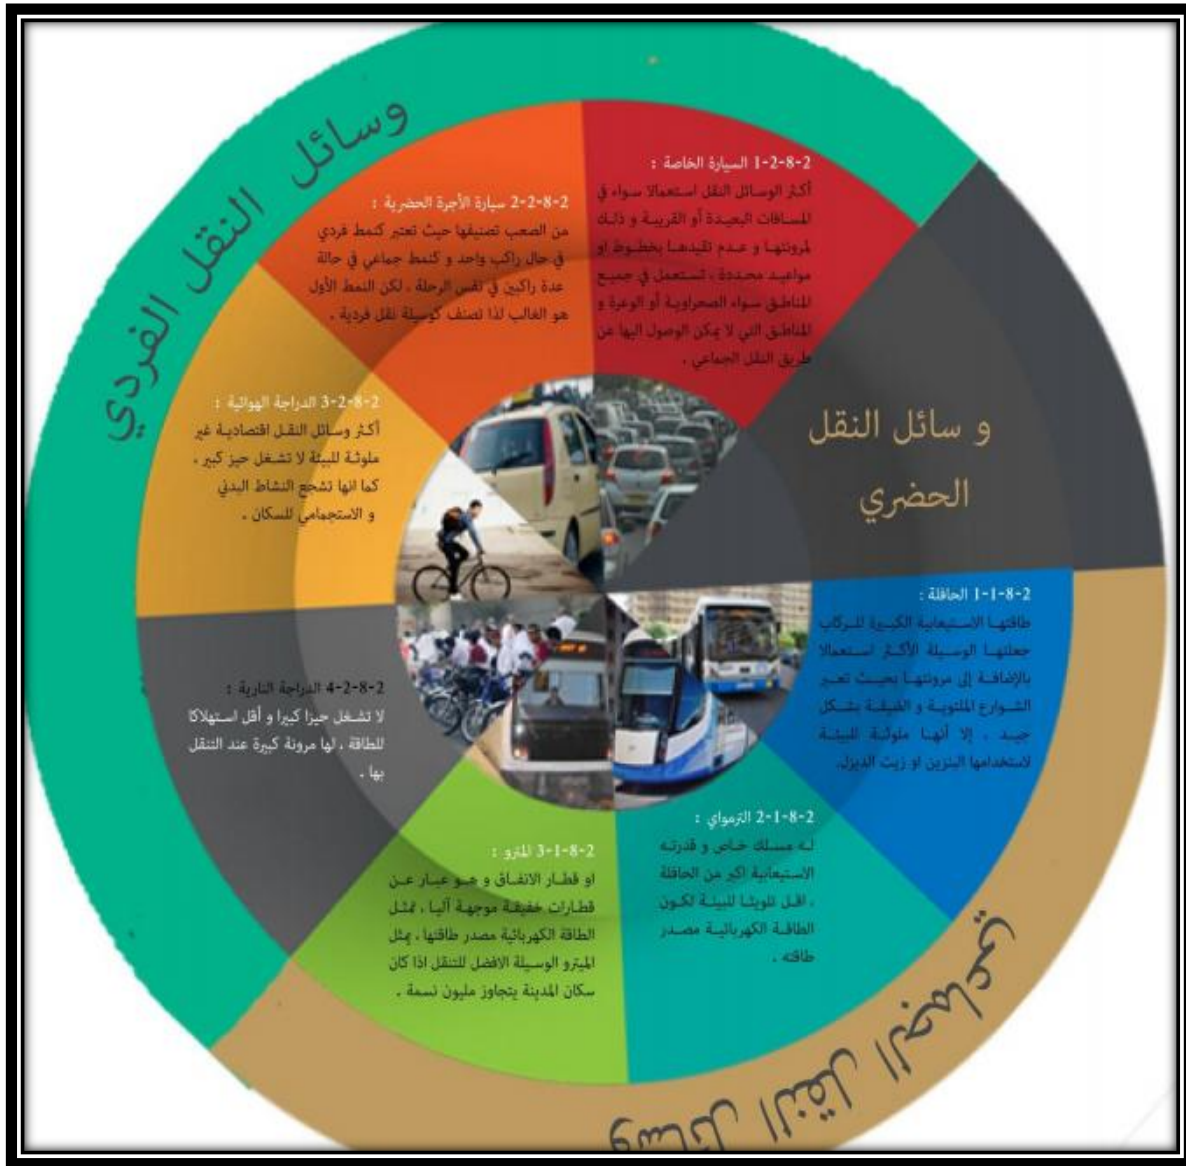 وسائل النقل الفردي
و سائل النقل
الحضري
1-2-8-2 السيارة الخاصة :
أكثر الوسائل النقل استعمالا سواء في
المسافات البعيدة أو القريبة و ذلك
لمرونتها و عدم تقيدها بخطوط او
مواعيد محددة ، تستعمل في جميع
المناطق سواء الصحراوية أو الوعرة و
المناطق التي لا يمكن الوصول اليها عن
طريق النقل الجماعي .
2-2-8-2 سيارة الأجرة الحضرية :
من الصعب تصنيفها حيث تعتبر كنمط فردي
في حال راكب واحد و كنمط جماعي في حالة
عدة راكبين في نفس الرحلة ، لكن النمط الأول
هو الغالب لذا تصنف كوسيلة نقل فردية .
3-2-8-2 الدراجة الهوائية :
أكثر وسائل النقل اقتصادية غير
ملوثة للبيئة لا تشغل حيز كبير ،
كما انها تشجع النشاط البدني
و الاستجمامي للسكان .
4-2-8-2 الدراجة النارية :
لا تشغل حيزا كبيرا و أقل استهلاكا
للطاقة ، لها مرونة كبيرة عند التنقل
بها .
1-1-8-2 الحافلة :
طاقتها الاستيعابية الكبيرة للركاب
جعلتها الوسيلة الأكثر استعمالا
بالإضافة إلى مرونتها بحيث تعبر
الشوارع الملتوية و الضيقة بشكل
جيد ، إلا أنها ملوثة للبيئة
لاستخدامها البنزين او زيت الديزل.
2-1-8-2 الترمواي :
له مسلك خاص و قدرته
الاستيعابية اكبر من الحافلة
، اقل تلويثا للبيئة لكون
الطاقة الكهربائية مصدر
طاقته .
3-1-8-2 المترو :
او قطار الانفاق و هو عبار عن
قطارات خفيفة موجهة آليا ، تمثل
الطاقة الكهربائية مصدر طاقتها ، يمثل
الميترو الوسيلة الافضل للتنقل اذا كان
سكان المدينة يتجاوز مليون نسمة .
وسائل النقل الجماعي